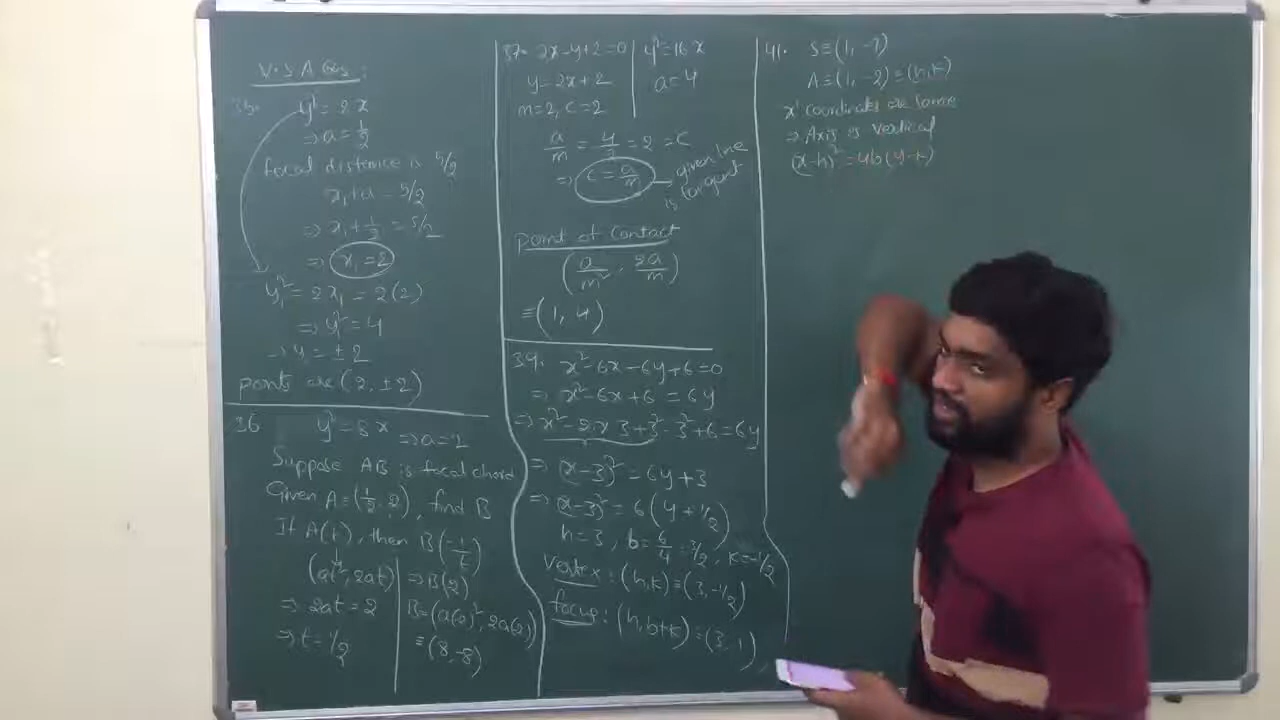 V.S A Qs :
35. y² = 2x
⇒ a = 1/2
focal distance is 5/2
x₁ + a = 5/2
⇒ x₁ + 1/2 = 5/2
⇒ x₁ = 2
y₁² = 2x₁ = 2(2)
⇒ y₁² = 4
⇒ y₁ = ±2
points are (2, ±2)
36 y² = 8x ⇒ a = 2
Suppose AB is focal chord
Given A = (1/2, 2), find B
If A(t), then B(-1/t)
(at², 2at)
⇒ 2at = 2
⇒ t = 1/2
⇒ B(2)
B = (a(2)², 2a(2))
≡ (8, -8)
37. 2x - y + 2 = 0
y = 2x + 2
m = 2, c = 2
y² = 16x
a = 4
a/m = 4/2 = 2 = c
⇒ c = a/m — given line is tangent
point of Contact
(a/m², 2a/m)
≡ (1, 4)
39. x² - 6x - 6y + 6 = 0
⇒ x² - 6x + 6 = 6y
⇒ x² - 2·x·3 + 3² - 3² + 6 = 6y
⇒ (x-3)² = 6y + 3
⇒ (x-3)² = 6(y + 1/2)
h = 3, b = 6/4 = 3/2, k = -1/2
Vertex : (h, k) = (3, -1/2)
focus : (h, b+k) = (3, 1)
41. S ≡ (1, -7)
A ≡ (1, -2) = (h, k)
x' coordinates are same
⇒ Axis is vertical
(x-h)² = 4b(y-k)